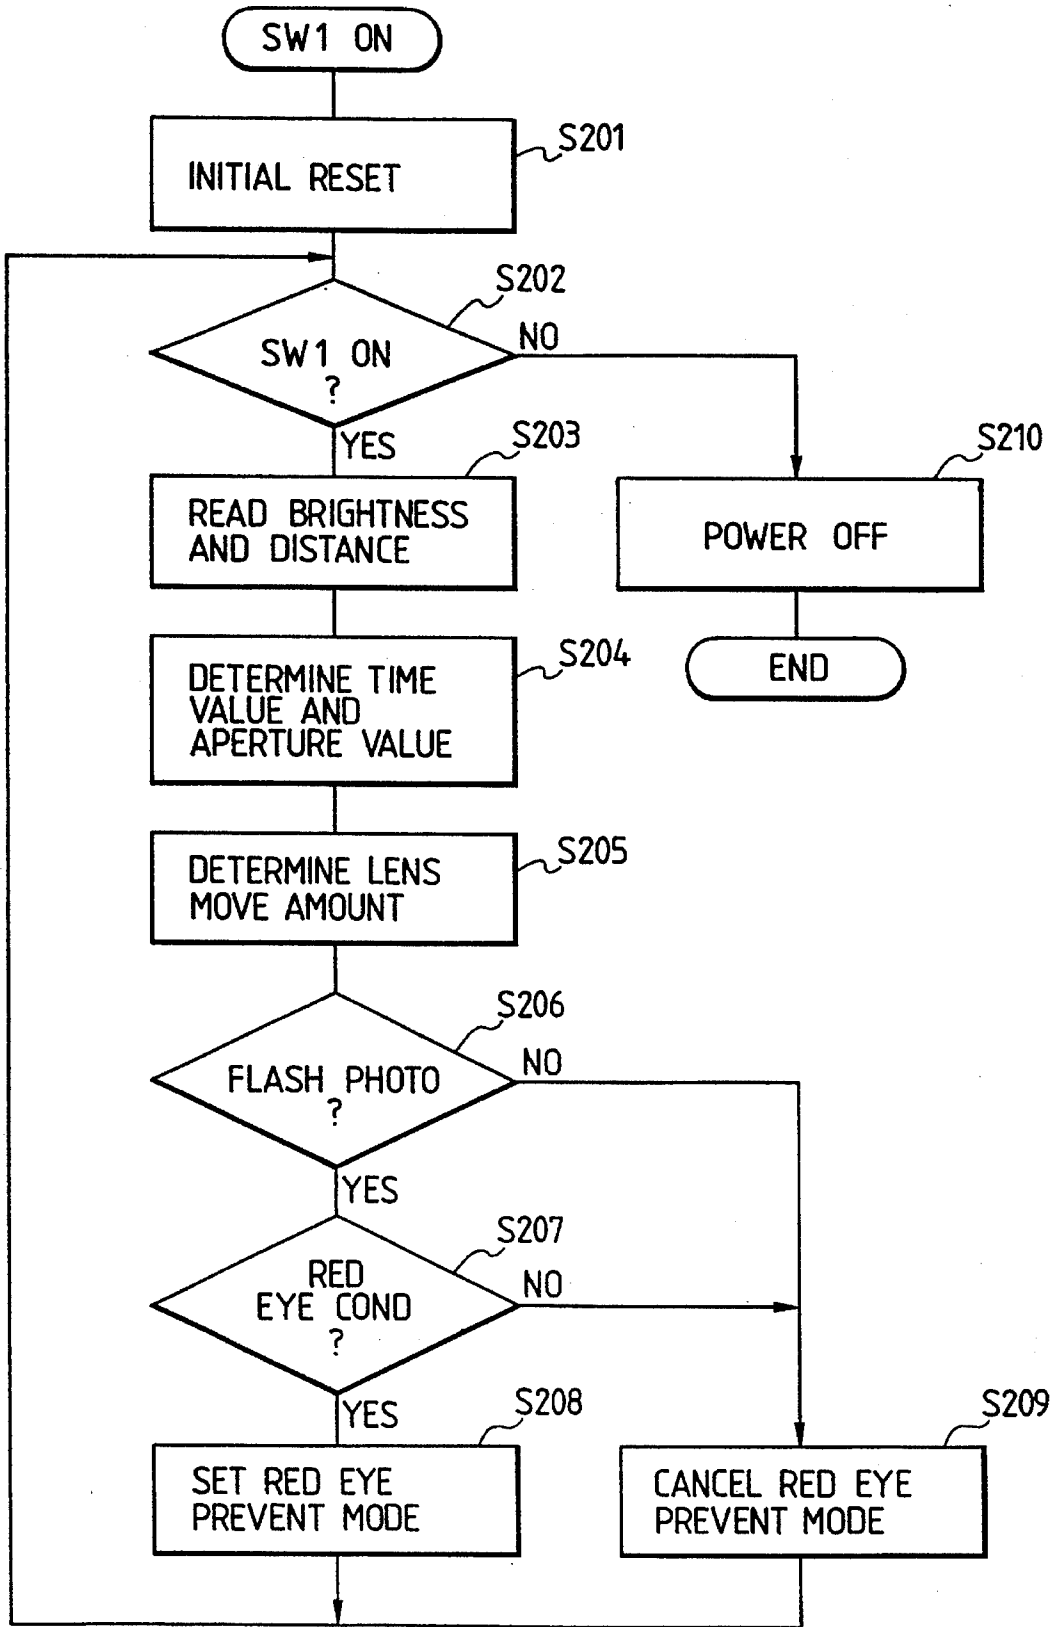 SW1 ON
S201
INITIAL RESET
S202
SW1 ON
?
NO
YES
S203
READ BRIGHTNESS
AND DISTANCE
S210
POWER OFF
END
S204
DETERMINE TIME
VALUE AND
APERTURE VALUE
S205
DETERMINE LENS
MOVE AMOUNT
S206
FLASH PHOTO
?
NO
YES
S207
RED
EYE COND
?
NO
YES
S208
SET RED EYE
PREVENT MODE
S209
CANCEL RED EYE
PREVENT MODE